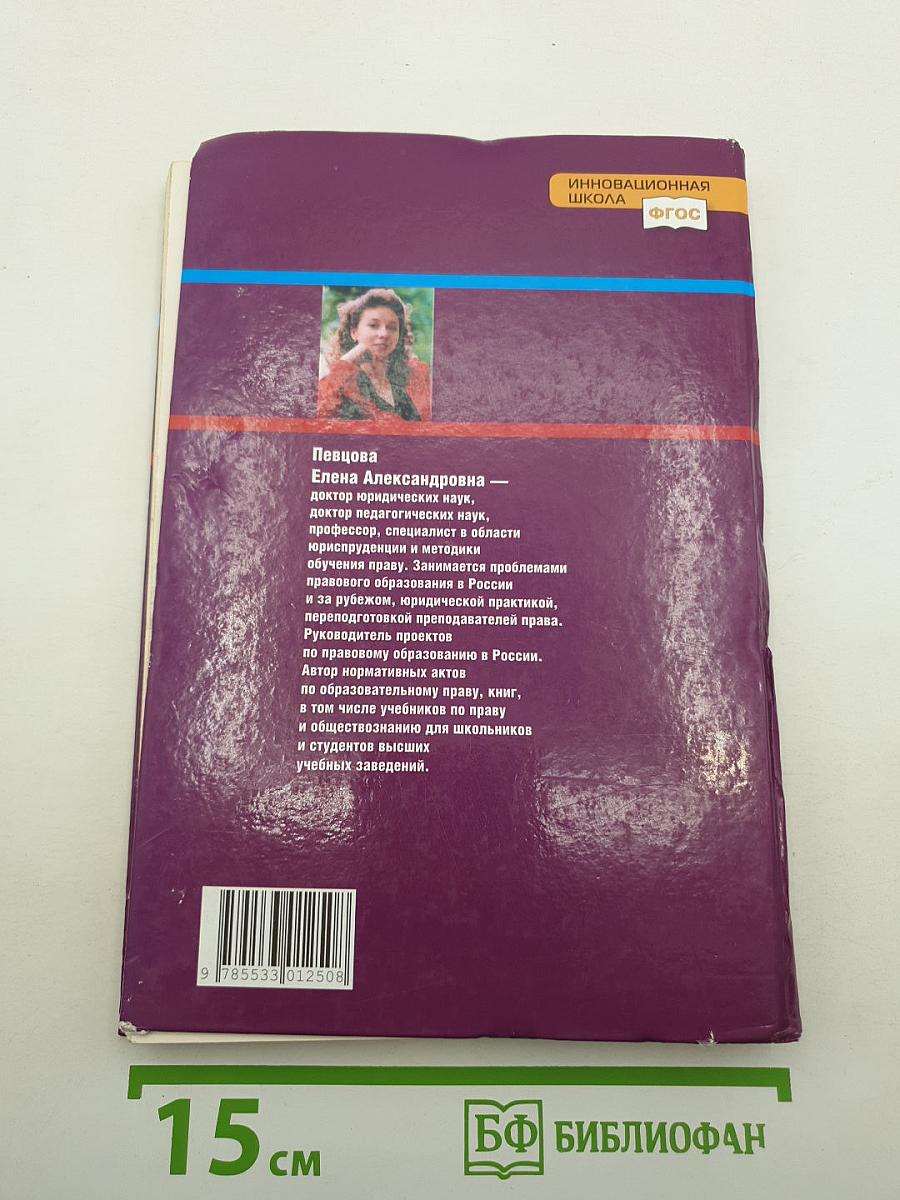 ИННОВАЦИОННАЯ
ШКОЛА
ФГОС
Певцова
Елена Александровна —
доктор юридических наук,
доктор педагогических наук,
профессор, специалист в области
юриспруденции и методики
обучения праву. Занимается проблемами
правового образования в России
и за рубежом, юридической практикой,
переподготовкой преподавателей права.
Руководитель проектов
по правовому образованию в России.
Автор нормативных актов
по образовательному праву, книг,
в том числе учебников по праву
и обществознанию для школьников
и студентов высших
учебных заведений.
9 785533 012508
15 см
БФ БИБЛИОФАН